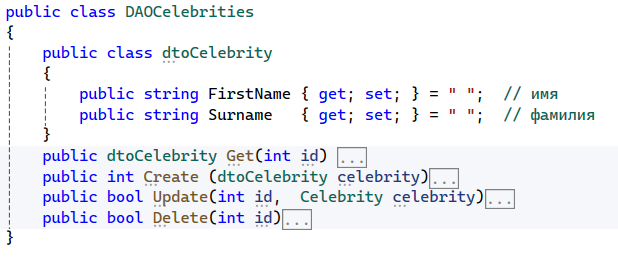 public class DAOCelebrities
{
public class dtoCelebrity
{
public string FirstName { get; set; } = " "; // имя
public string Surname { get; set; } = " "; // фамилия
}
public dtoCelebrity Get(int id) ...
public int Create (dtoCelebrity celebrity)...
public bool Update(int id, Celebrity celebrity)...
public bool Delete(int id)...
}